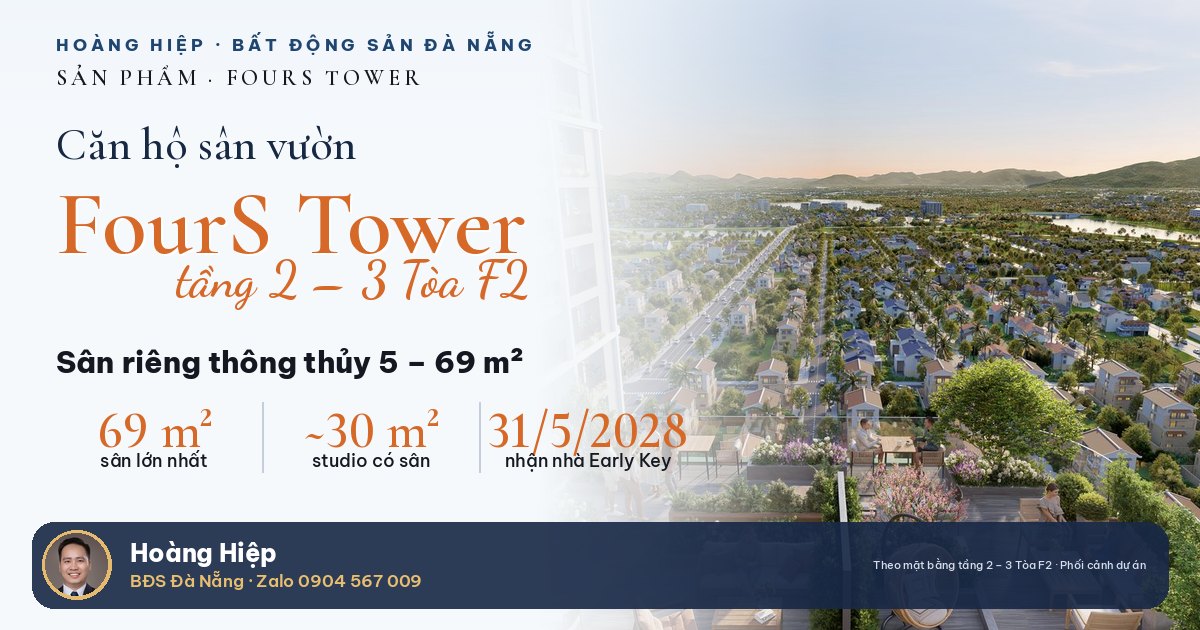 HOÀNG HIỆP · BẤT ĐỘNG SẢN ĐÀ NẴNG
SẢN PHẨM · FOURS TOWER
Căn hộ sân vườn
FourS Tower
tầng 2 – 3 Tòa F2
Sân riêng thông thủy 5 – 69 m²
69 m²
sân lớn nhất
~30 m²
studio có sân
31/5/2028
nhận nhà Early Key
Hoàng Hiệp
BĐS Đà Nẵng · Zalo 0904 567 009
Theo mặt bằng tầng 2 – 3 Tòa F2 · Phối cảnh dự án